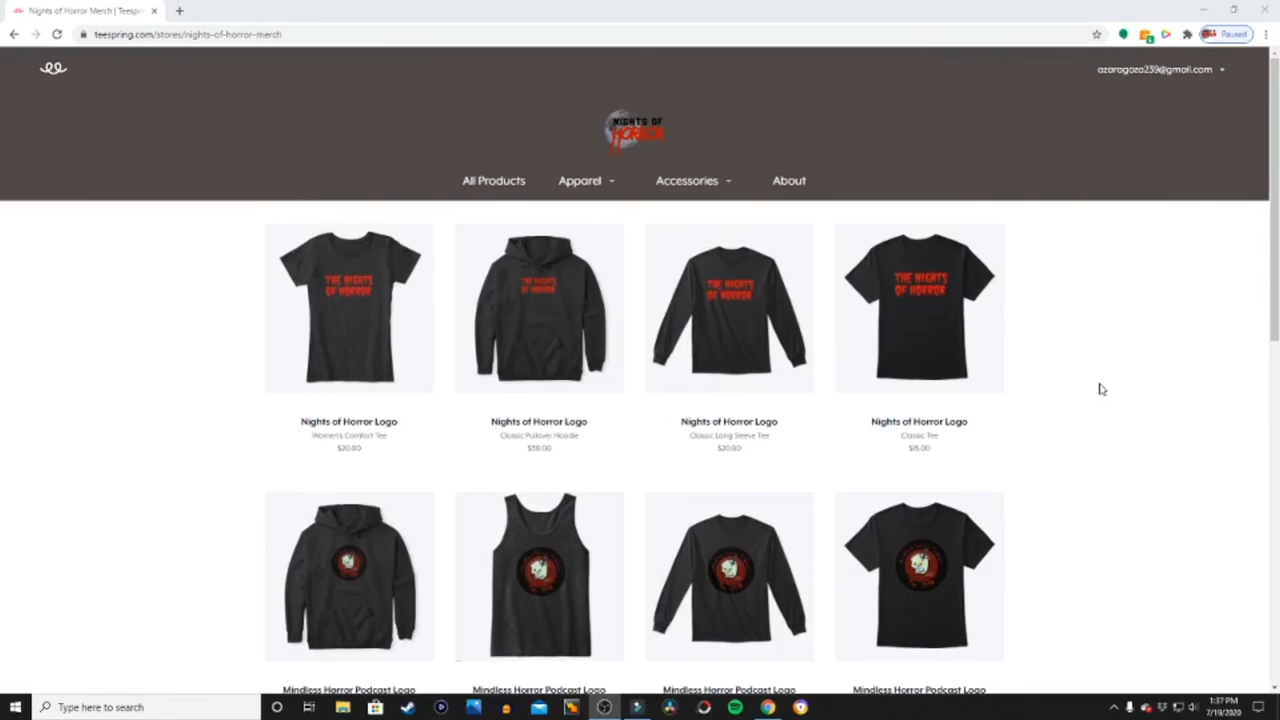 Nights of Horror Merch | Teespri
teespring.com/stores/nights-of-horror-merch
Paused
azaragoza239@gmail.com
NIGHTS OF
HORROR
All Products
Apparel
Accessories
About
THE NIGHTS
OF HORROR
THE NIGHTS
OF HORROR
THE NIGHTS
OF HORROR
THE NIGHTS
OF HORROR
Nights of Horror Logo
Women's Comfort Tee
$20.00
Nights of Horror Logo
Classic Pullover Hoodie
$30.00
Nights of Horror Logo
Classic Long Sleeve Tee
$20.00
Nights of Horror Logo
Classic Tee
$15.00
Mindless Horror Podcast Logo
Mindless Horror Podcast Logo
Mindless Horror Podcast Logo
Mindless Horror Podcast Logo
Type here to search
1:37 PM
7/19/2020